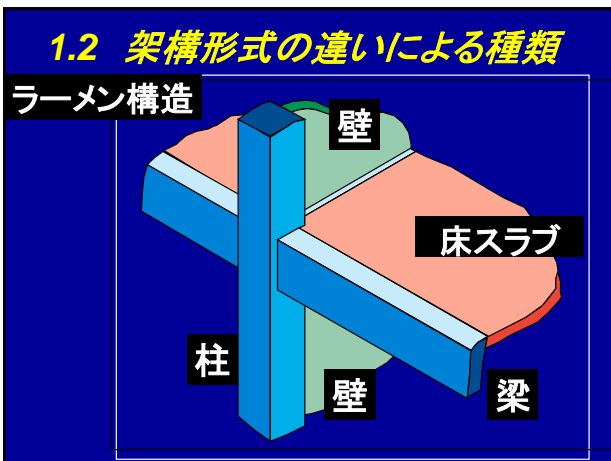 1.2 架構形式の違いによる種類
ラーメン構造
壁
床スラブ
柱
壁
梁